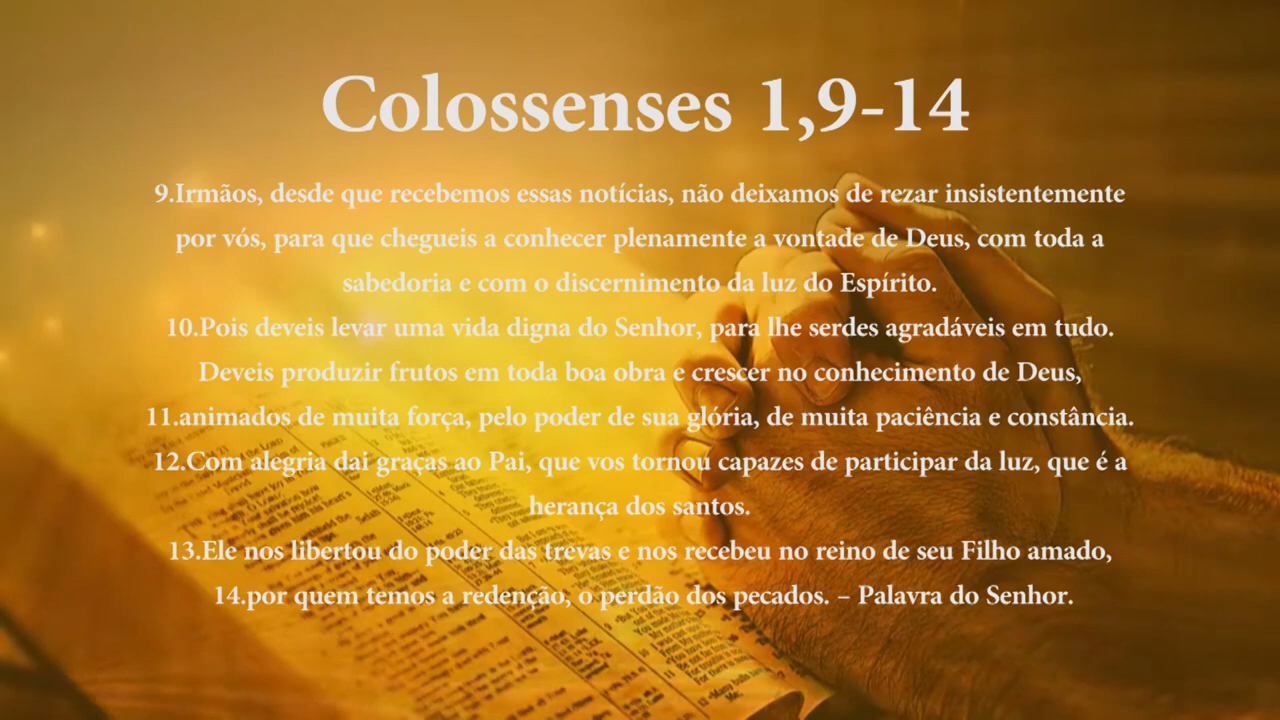 Colossenses 1,9-14
9.Irmãos, desde que recebemos essas notícias, não deixamos de rezar insistentemente
por vós, para que chegueis a conhecer plenamente a vontade de Deus, com toda a
sabedoria e com o discernimento da luz do Espírito.
10.Pois deveis levar uma vida digna do Senhor, para lhe serdes agradáveis em tudo.
Deveis produzir frutos em toda boa obra e crescer no conhecimento de Deus,
11.animados de muita força, pelo poder de sua glória, de muita paciência e constância.
12.Com alegria dai graças ao Pai, que vos tornou capazes de participar da luz, que é a
herança dos santos.
13.Ele nos libertou do poder das trevas e nos recebeu no reino de seu Filho amado,
14.por quem temos a redenção, o perdão dos pecados. – Palavra do Senhor.